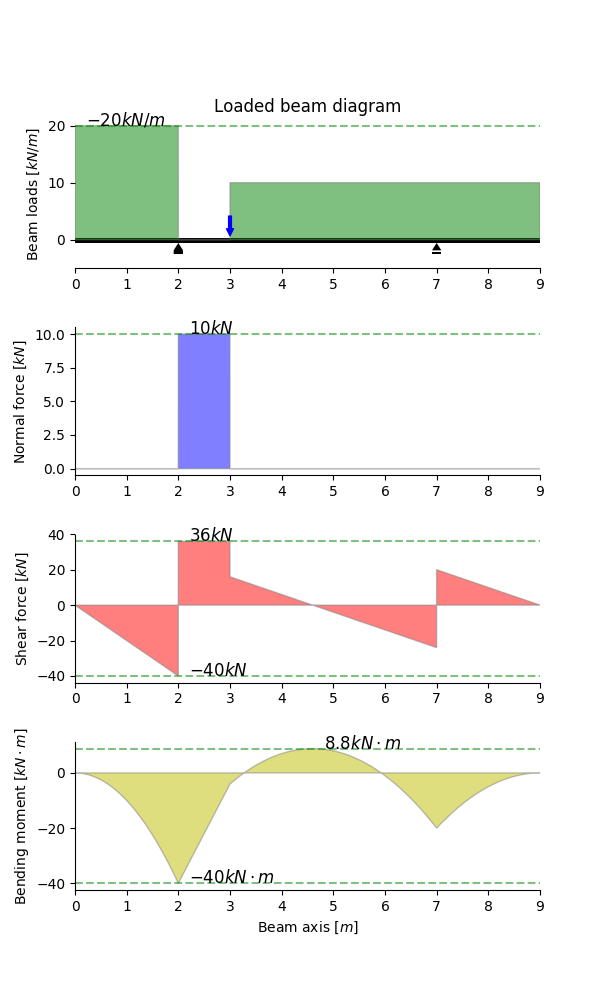 Loaded beam diagram
−20kN/m
Beam loads [kN/m]
20
10
0
0 1 2 3 4 5 6 7 8 9
10kN
Normal force [kN]
10.0
7.5
5.0
2.5
0.0
0 1 2 3 4 5 6 7 8 9
36kN
Shear force [kN]
40
20
0
−20
−40
−40kN
0 1 2 3 4 5 6 7 8 9
8.8kN · m
Bending moment [kN · m]
0
−20
−40
−40kN · m
0 1 2 3 4 5 6 7 8 9
Beam axis [m]